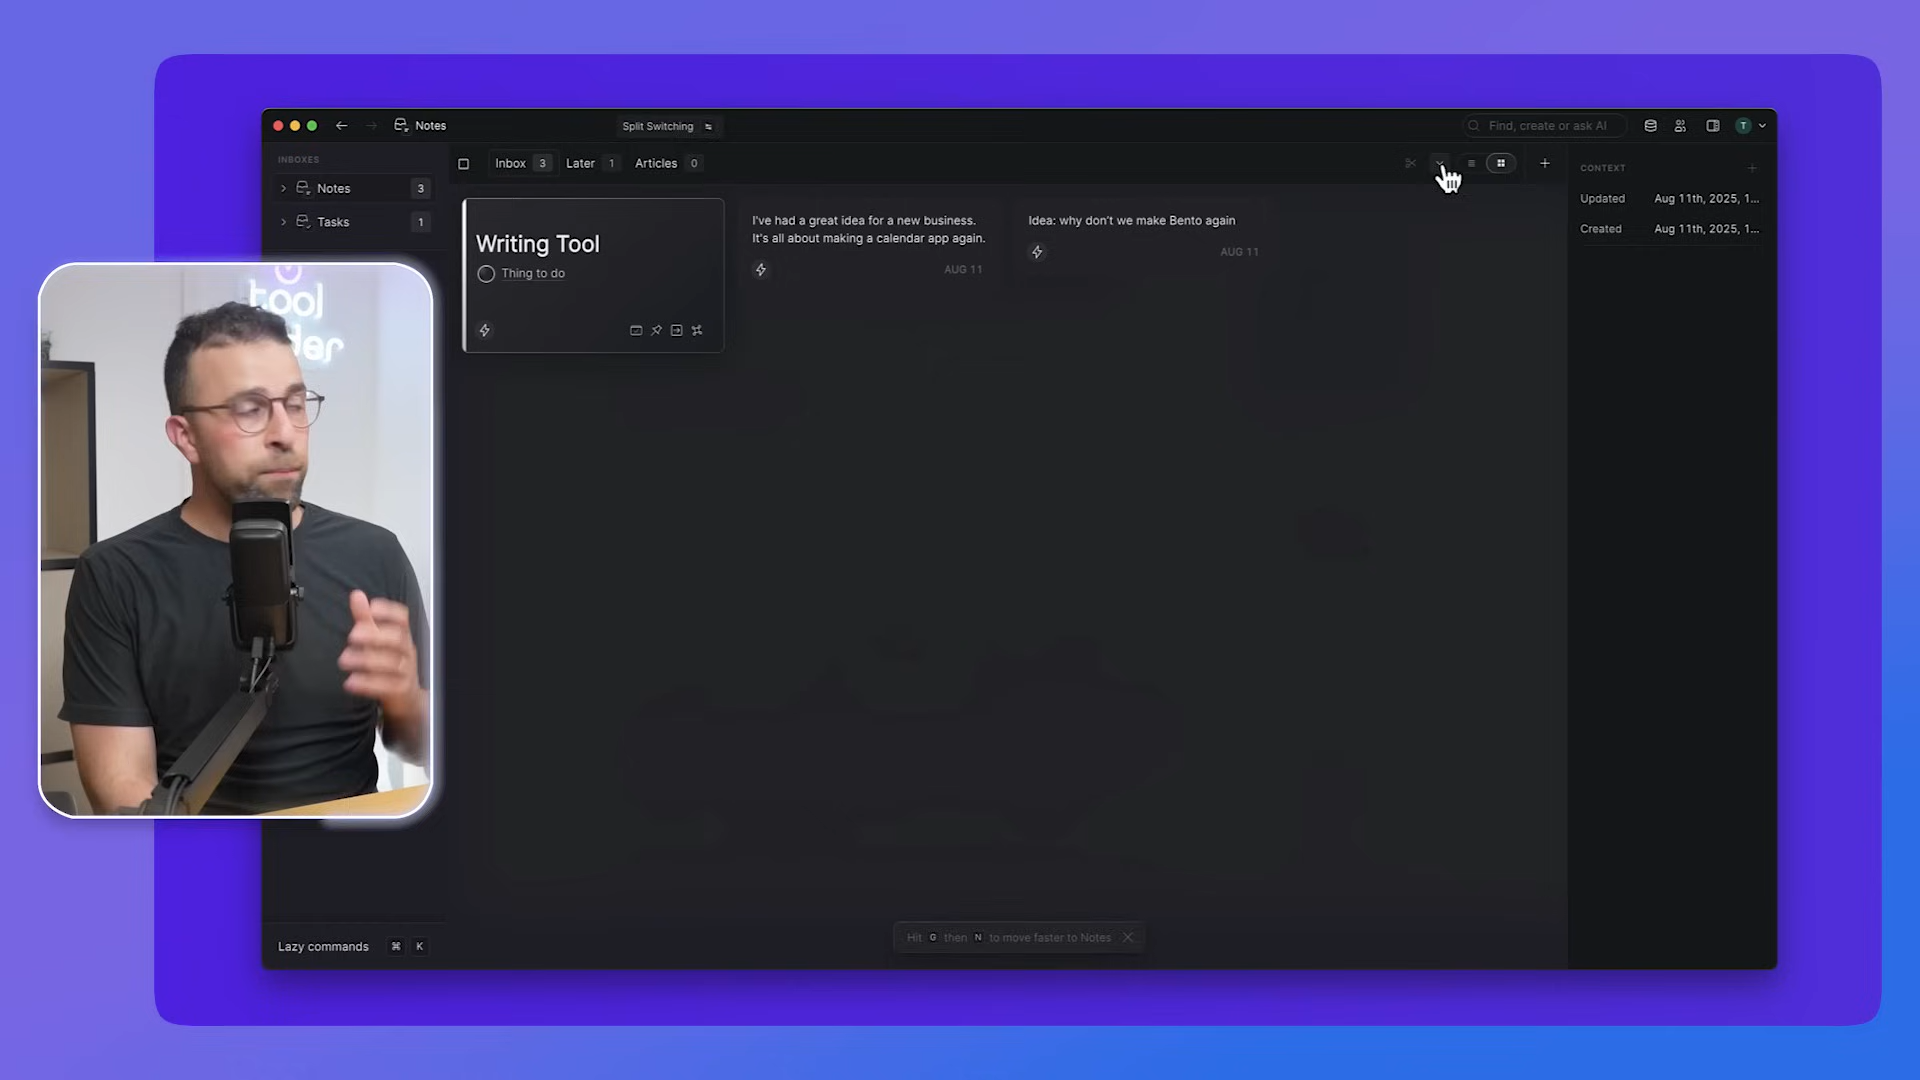 Notes
Split Switching
Find, create or ask AI
T
INBOXES
Notes 3
Tasks 1
Inbox 3 Later 1 Articles 0
Writing Tool
Thing to do
I've had a great idea for a new business.
It's all about making a calendar app again.
AUG 11
Idea: why don't we make Bento again
AUG 11
CONTEXT
Updated Aug 11th, 2025, 1...
Created Aug 11th, 2025, 1...
tool
Hit G then N to move faster to Notes
Lazy commands ⌘ K